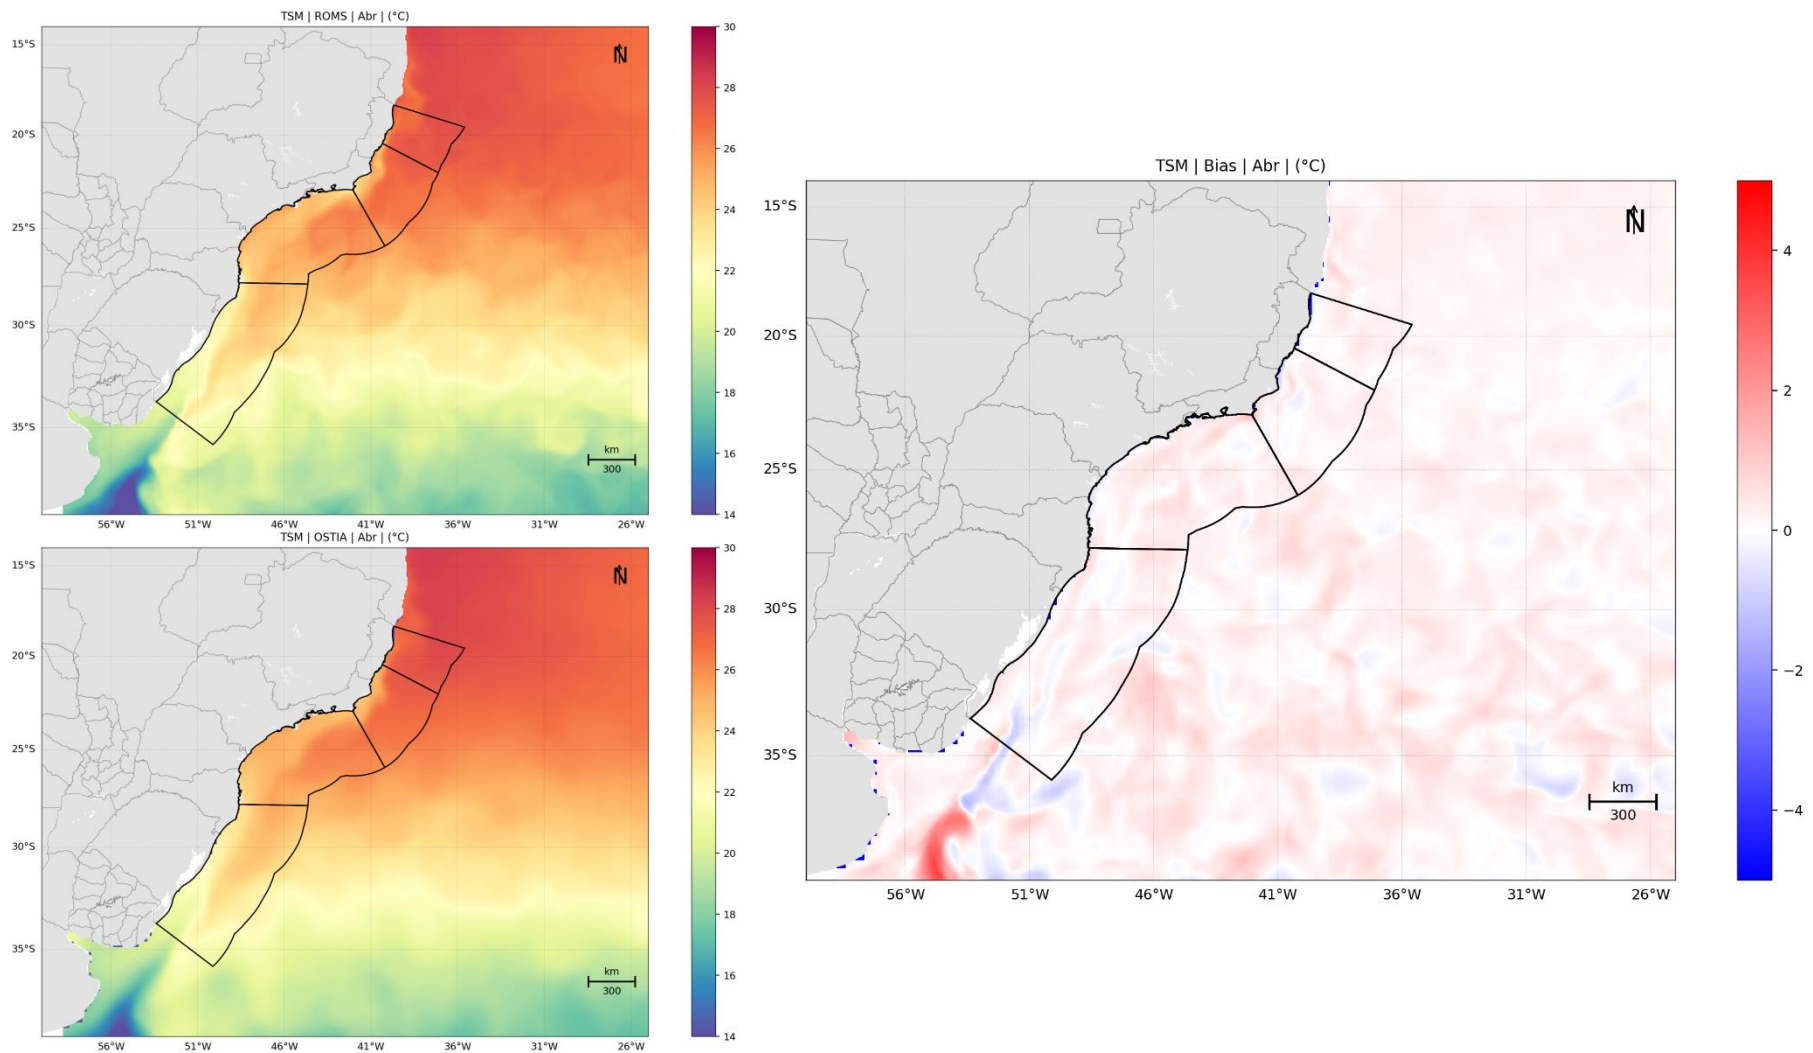 TSM | ROMS | Abr | (°C)
15°S
20°S
25°S
30°S
35°S
N
km
300
56°W
51°W
46°W
41°W
36°W
31°W
26°W
30
28
26
24
22
20
18
16
14
TSM | OSTIA | Abr | (°C)
15°S
20°S
25°S
30°S
35°S
N
km
300
56°W
51°W
46°W
41°W
36°W
31°W
26°W
30
28
26
24
22
20
18
16
14
TSM | Bias | Abr | (°C)
15°S
20°S
25°S
30°S
35°S
N
km
300
56°W
51°W
46°W
41°W
36°W
31°W
26°W
4
2
0
−2
−4